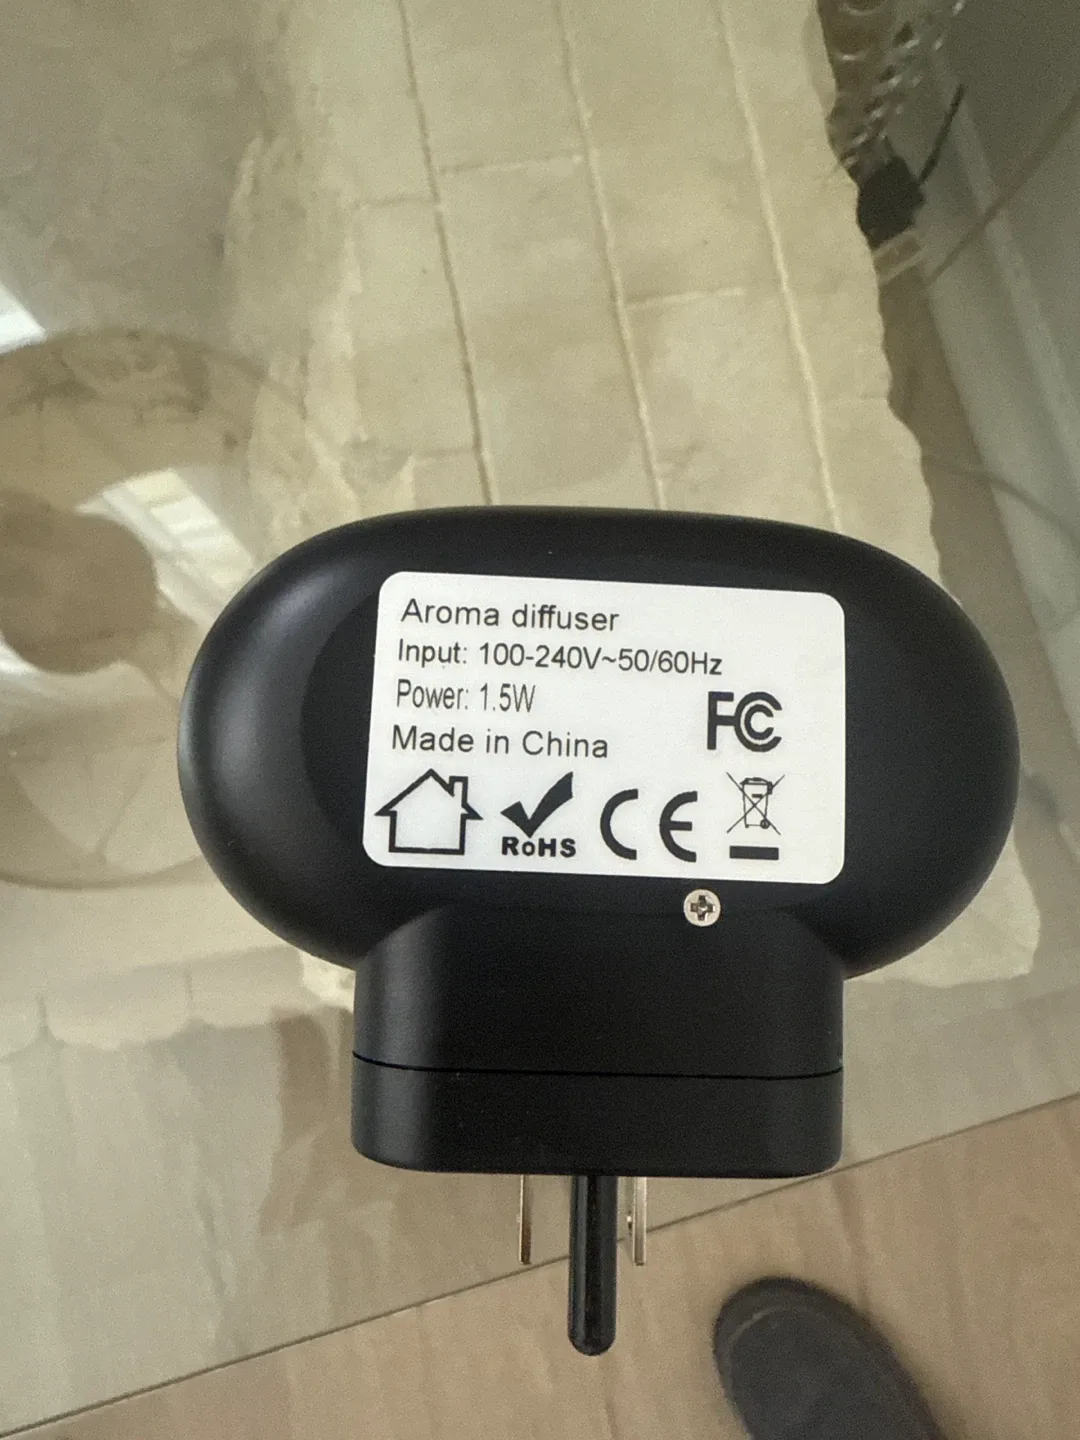 Aroma diffuser
Input: 100-240V~50/60Hz
Power: 1.5W
Made in China
FC
RoHS
CE